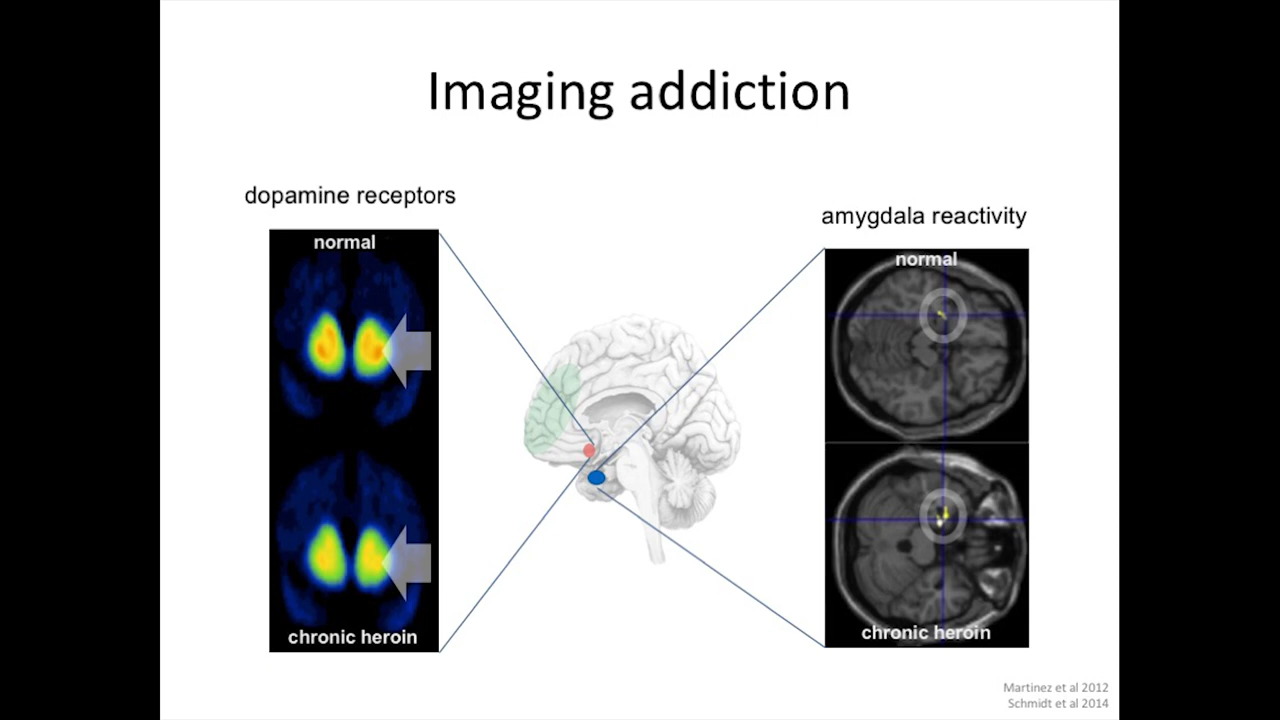 Imaging addiction
dopamine receptors
normal
chronic heroin
amygdala reactivity
normal
chronic heroin
Martinez et al 2012
Schmidt et al 2014